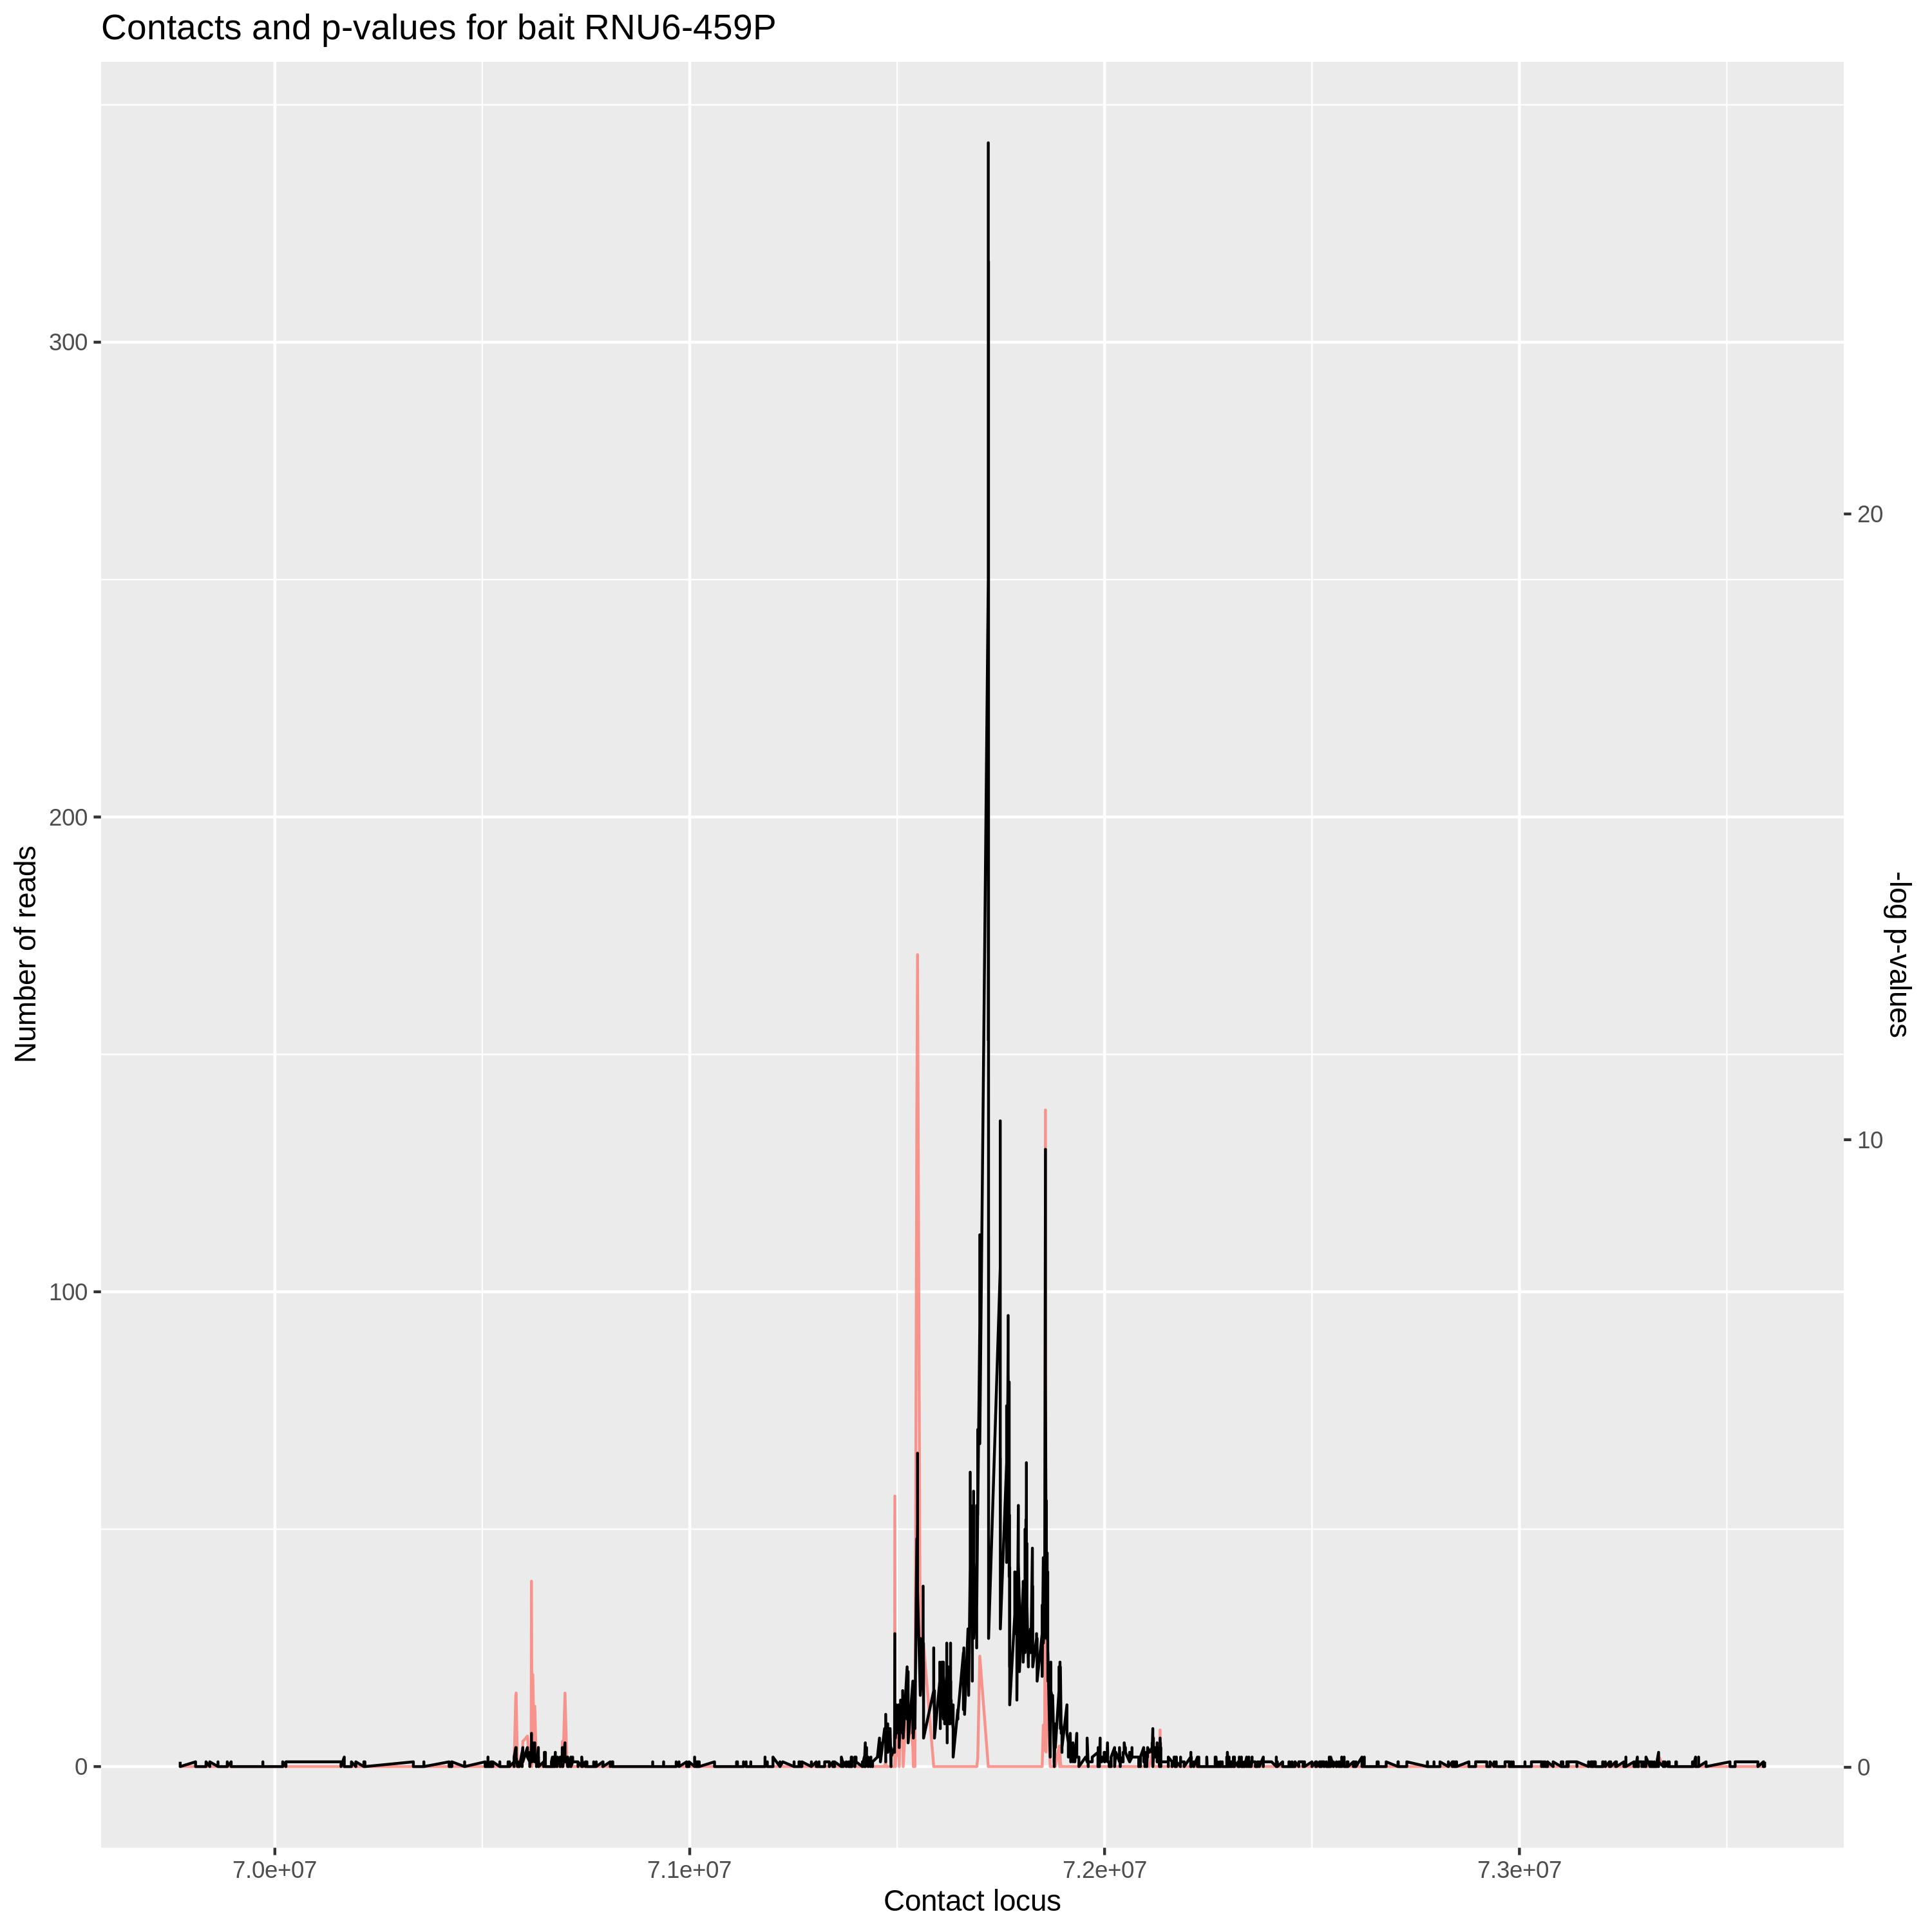 Contacts and p-values for bait RNU6-459P
300
200
100
0
Number of reads
20
10
0
-log p-values
7.0e+07
7.1e+07
7.2e+07
7.3e+07
Contact locus